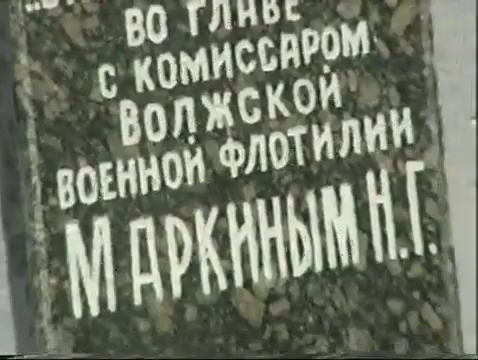 ВО ГЛАВЕ
С КОМИССАРОМ
ВОЛЖСКОЙ
ВОЕННОЙ ФЛОТИЛИИ
МАРКИНЫМ Н.Г.